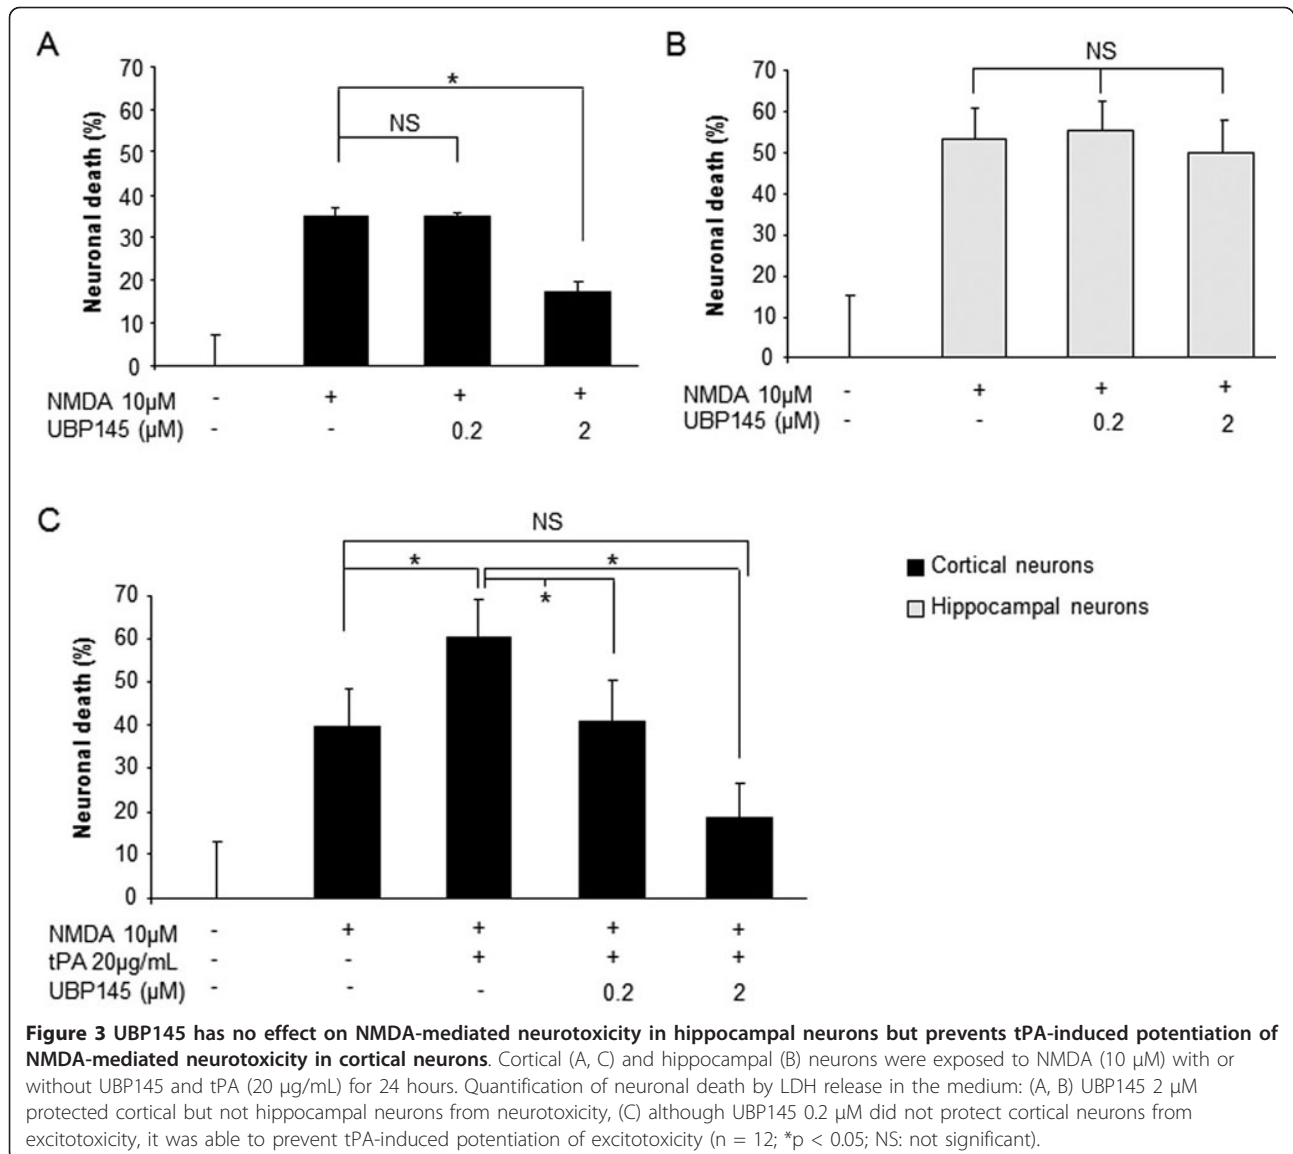 A
Neuronal death (%)
70
60
50
40
30
20
10
0
*
NS
NMDA 10µM - + + +
UBP145 (µM) - - 0.2 2
B
Neuronal death (%)
70
60
50
40
30
20
10
0
NS
NMDA 10µM - + + +
UBP145 (µM) - - 0.2 2
C
Neuronal death (%)
70
60
50
40
30
20
10
0
NS
* *
*
NMDA 10µM - + + + +
tPA 20µg/mL - - + + +
UBP145 (µM) - - - 0.2 2
Cortical neurons
Hippocampal neurons
Figure 3 UBP145 has no effect on NMDA-mediated neurotoxicity in hippocampal neurons but prevents tPA-induced potentiation of
NMDA-mediated neurotoxicity in cortical neurons. Cortical (A, C) and hippocampal (B) neurons were exposed to NMDA (10 µM) with or
without UBP145 and tPA (20 µg/mL) for 24 hours. Quantification of neuronal death by LDH release in the medium: (A, B) UBP145 2 µM
protected cortical but not hippocampal neurons from neurotoxicity, (C) although UBP145 0.2 µM did not protect cortical neurons from
excitotoxicity, it was able to prevent tPA-induced potentiation of excitotoxicity (n = 12; *p < 0.05; NS: not significant).